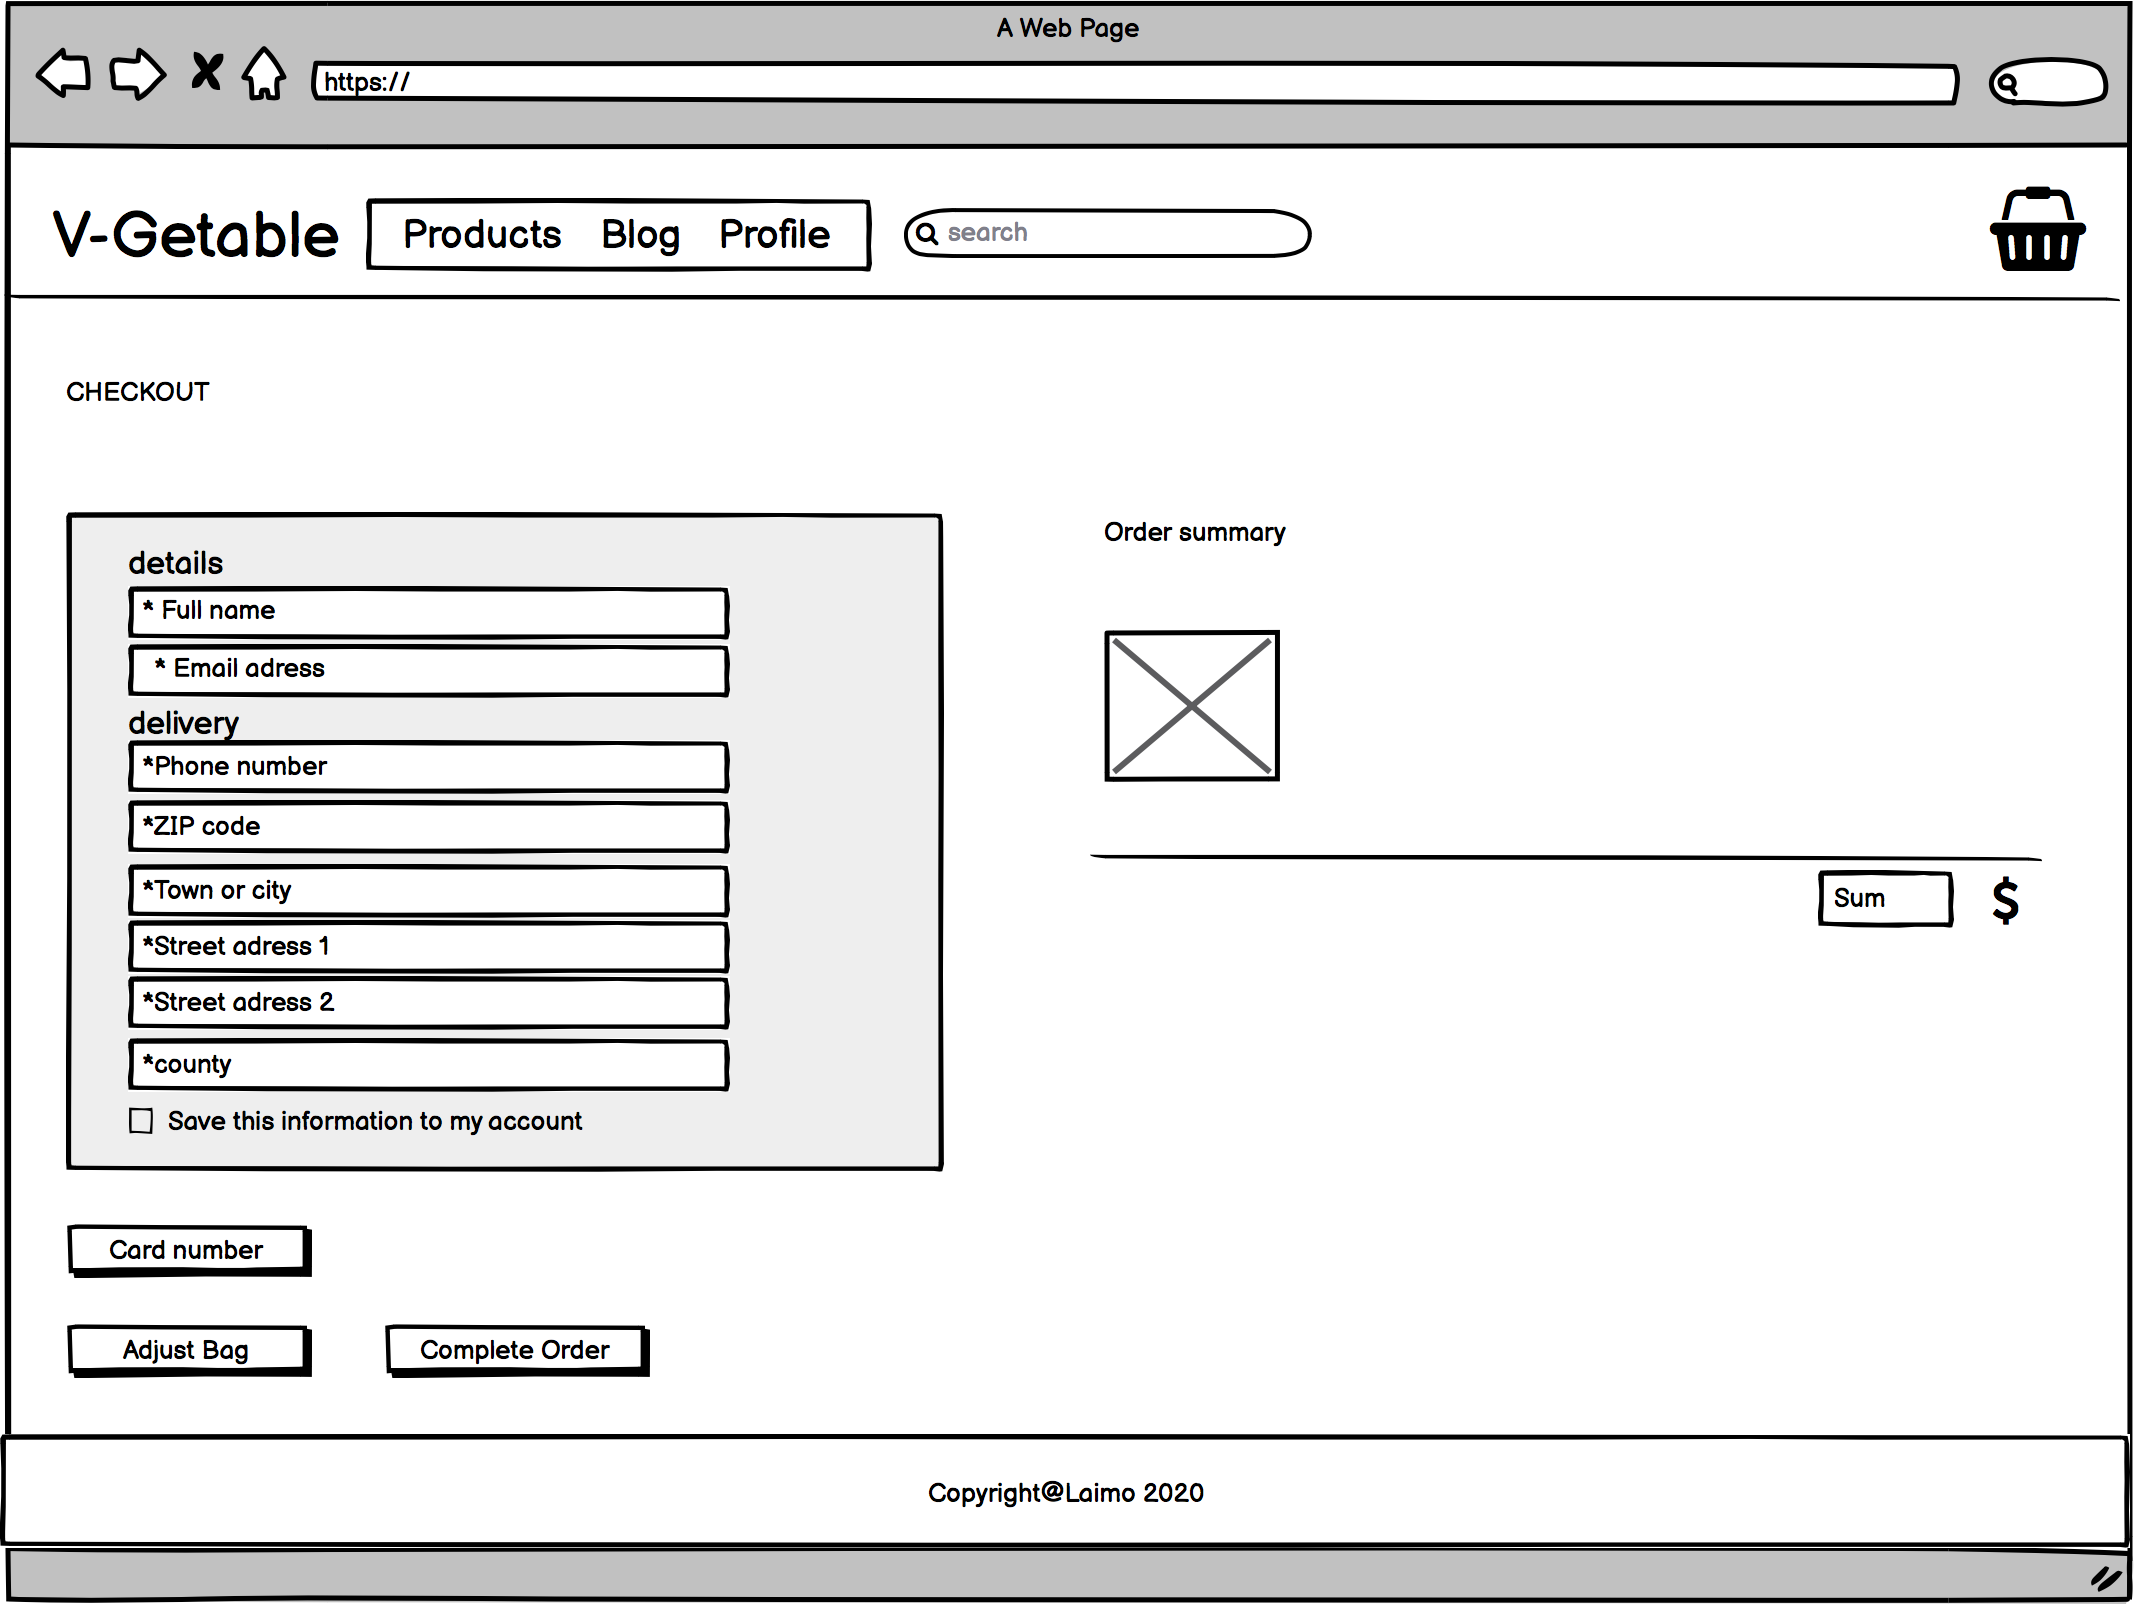 A Web Page
https://
V-Getable
Products Blog Profile
search
CHECKOUT
details
* Full name
* Email adress
delivery
*Phone number
*ZIP code
*Town or city
*Street adress 1
*Street adress 2
*county
Save this information to my account
Order summary
Sum $
Card number
Adjust Bag
Complete Order
Copyright@Laimo 2020